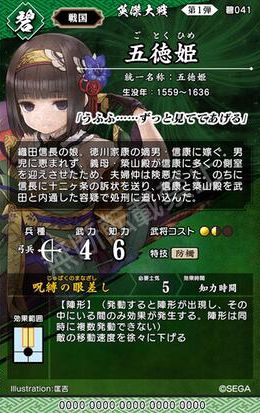 碧
戦国
英傑大戦
第1弾
碧041
ごとくひめ
五徳姫
統一名称：五徳姫
生没年：1559～1636
「うふふ……ずっと見ててあげる」
織田信長の娘。徳川家康の嫡男・信康に嫁ぐ。男
児に恵まれず、義母・築山殿が信康に多くの側室
を迎えさせたため、夫婦仲は険悪だった。のちに
信長に十二ヶ条の訴状を送り、信康と築山殿を武
田と内通した容疑で処刑に追い込んだ。
兵種 武力 知力 武将コスト
弓兵 4 6
特技 防柵
じゅばくのまなざし 必要士気 効果時間
呪縛の眼差し 5 知力時間
効果範囲
【陣形】（発動すると陣形が出現し、その
中にいる間のみ効果が発生する。陣形は同
時に複数発動できない）
敵の移動速度を徐々に下げる
Illustration:匡吉
©SEGA
0000-0000-0000-0000-0000